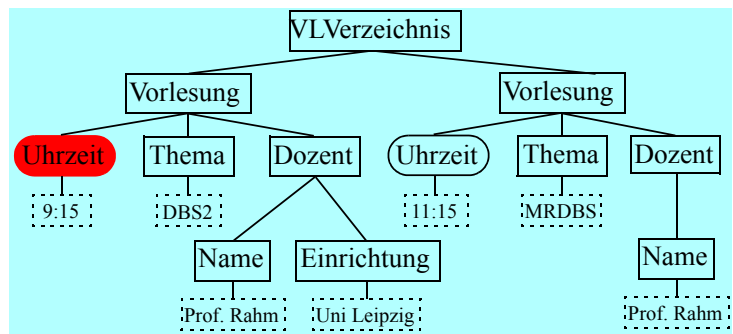 VLVerzeichnis
Vorlesung Vorlesung
Uhrzeit Thema Dozent Uhrzeit Thema Dozent
9:15 DBS2 11:15 MRDBS
Name Einrichtung Name
Prof. Rahm Uni Leipzig Prof. Rahm